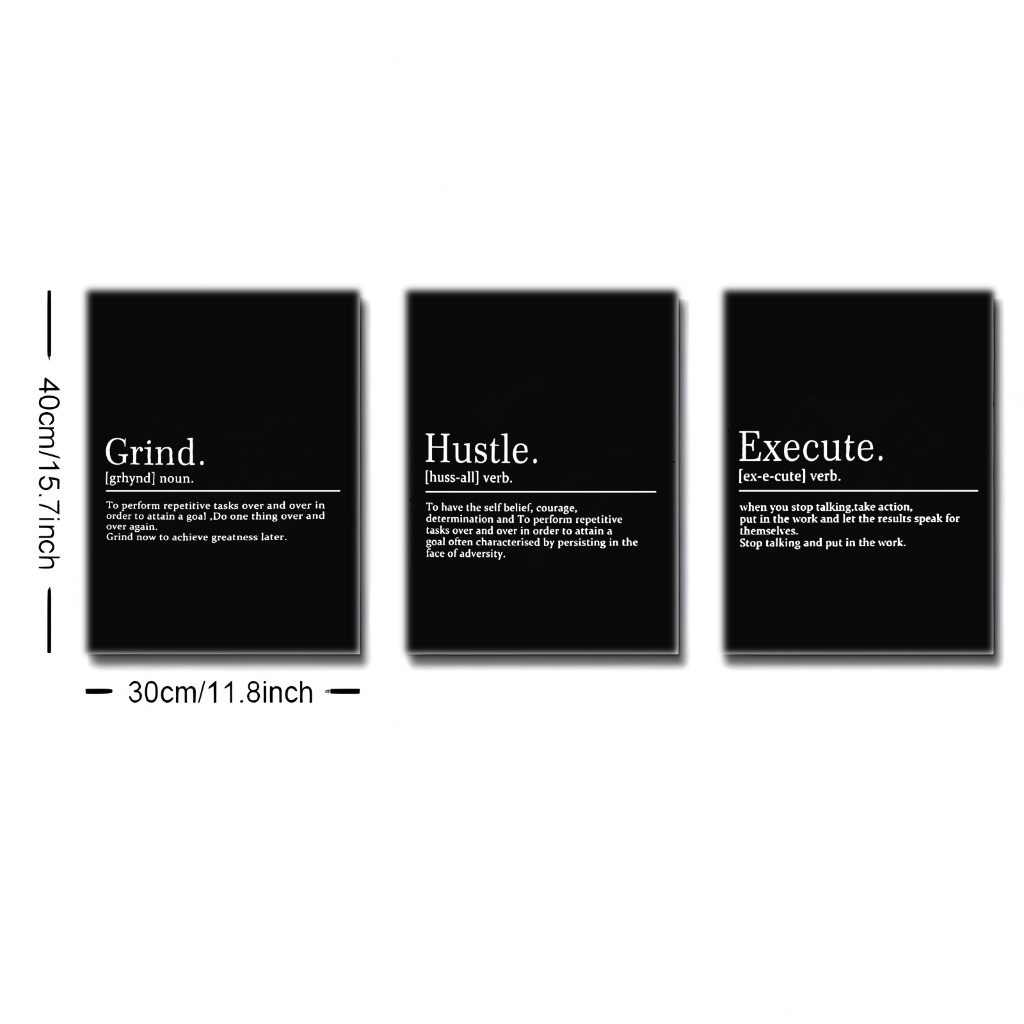 40cm/15.7inch
Grind.
[grhynd] noun.
To perform repetitive tasks over and over in
order to attain a goal ,Do one thing over and
over again.
Grind now to achieve greatness later.
30cm/11.8inch
Hustle.
[huss-all] verb.
To have the self belief, courage,
determination and To perform repetitive
tasks over and over in order to attain a
goal often characterised by persisting in the
face of adversity.
Execute.
[ex-e-cute] verb.
when you stop talking.take action,
put in the work and let the results speak for
themselves.
Stop talking and put in the work.